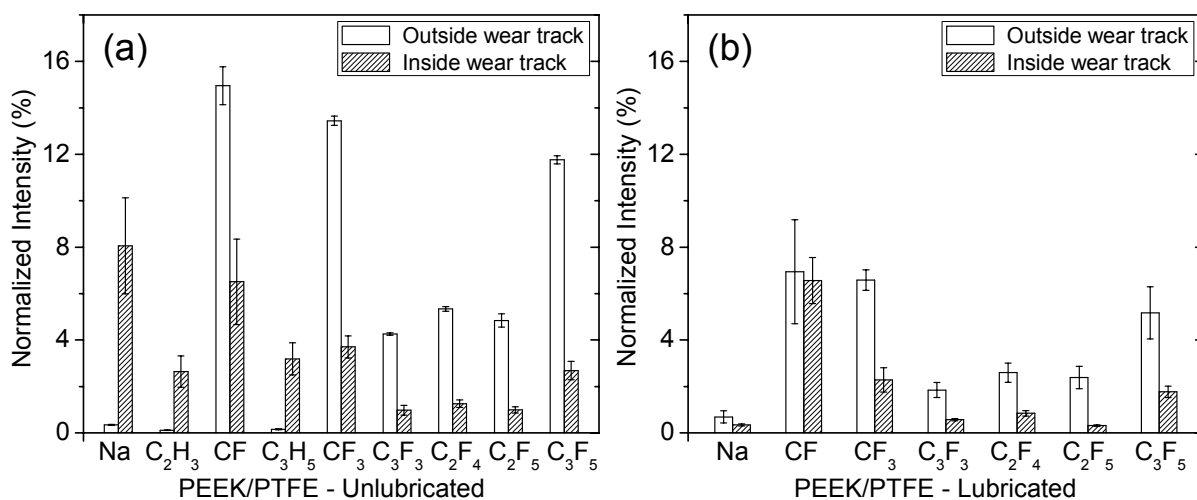 (a)
Outside wear track
Inside wear track
Normalized Intensity (%)
16
12
8
4
0
Na C₂H₃ CF C₃H₅ CF₃ C₃F₃ C₂F₄ C₂F₅ C₃F₅
PEEK/PTFE - Unlubricated
(b)
Outside wear track
Inside wear track
Normalized Intensity (%)
16
12
8
4
0
Na CF CF₃ C₃F₃ C₂F₄ C₂F₅ C₃F₅
PEEK/PTFE - Lubricated